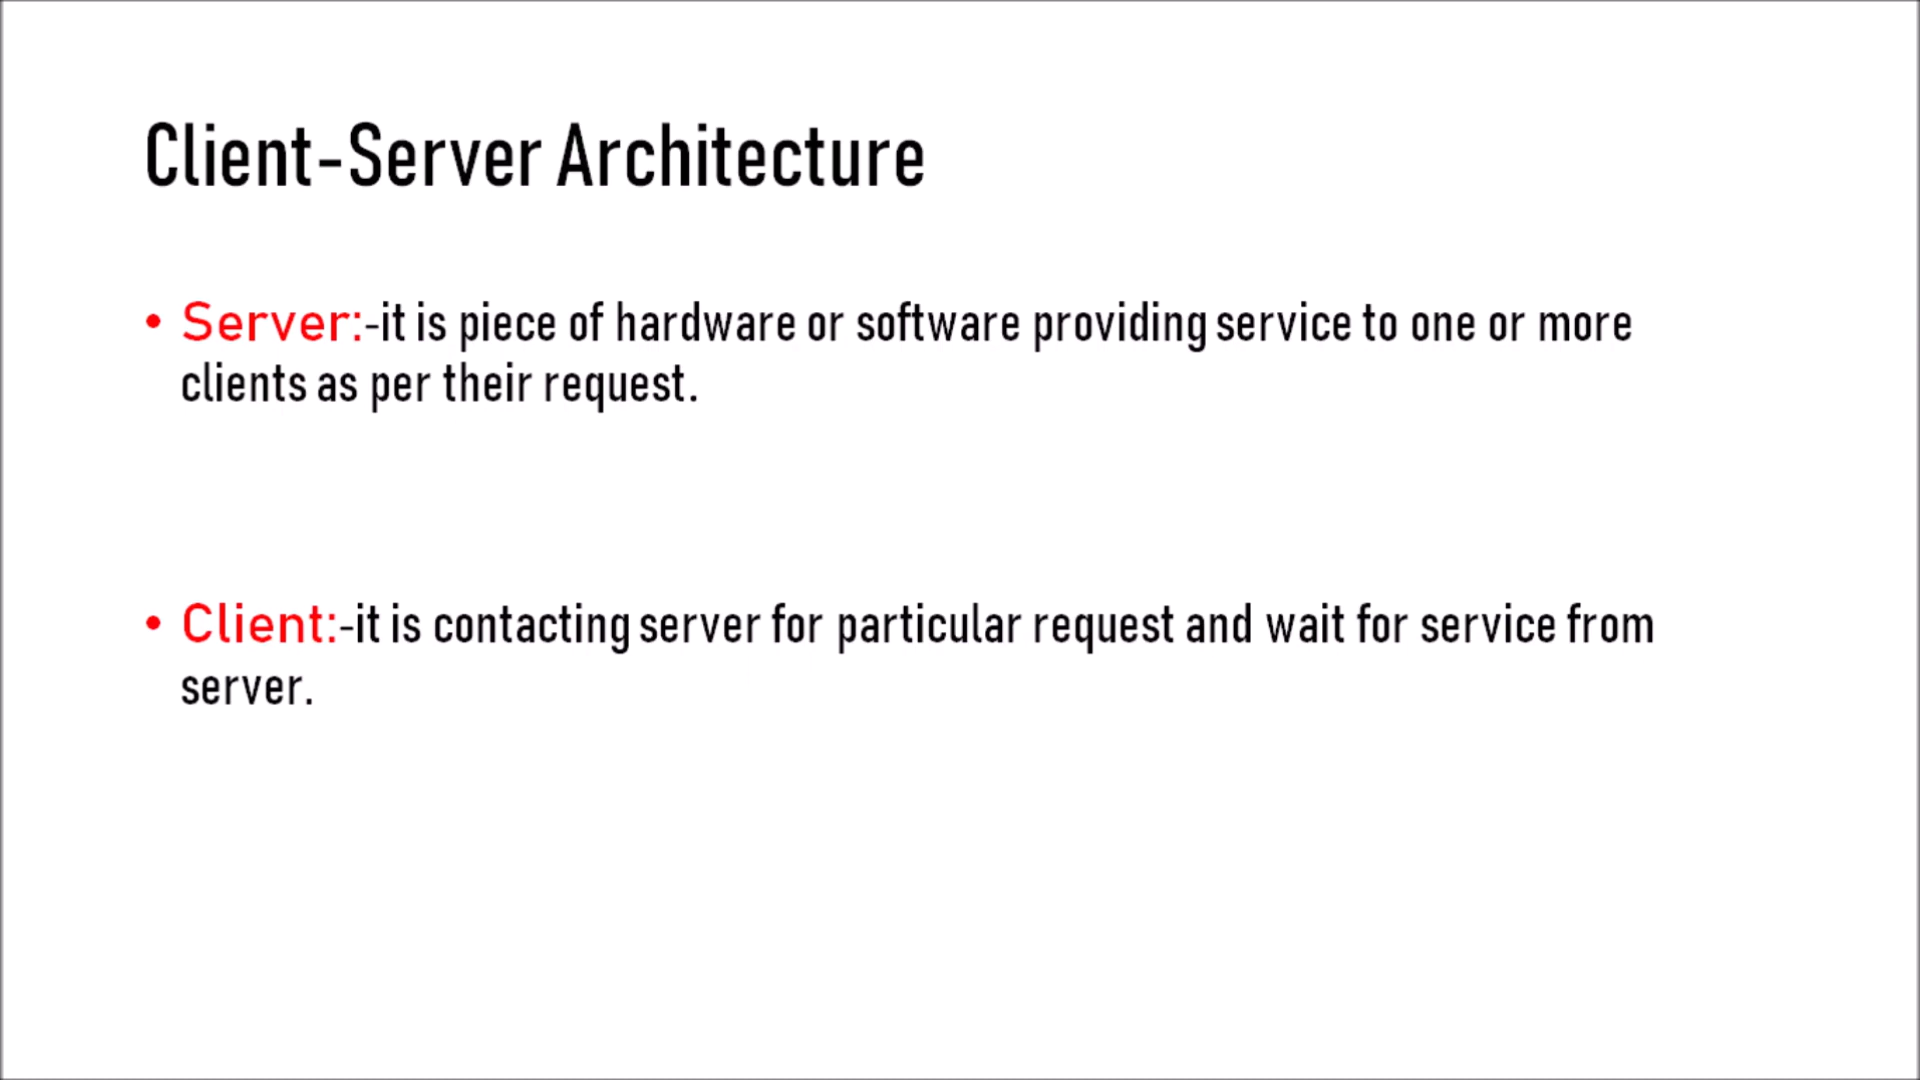 Client-Server Architecture
• Server:-it is piece of hardware or software providing service to one or more
clients as per their request.
• Client:-it is contacting server for particular request and wait for service from
server.